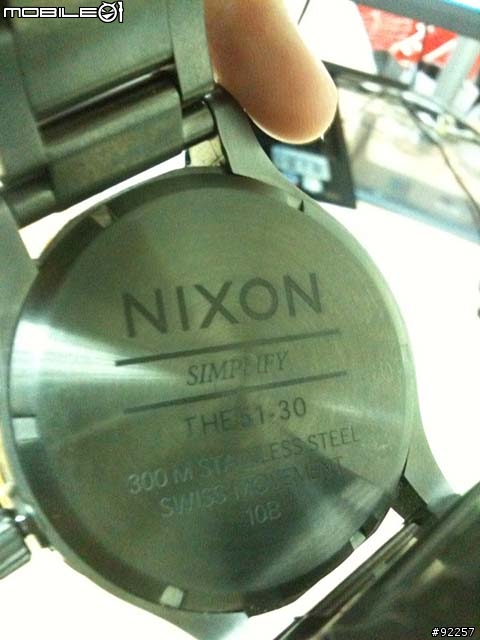 MOBILE01
NIXON
SIMPLIFY
THE 51-30
300 M STAINLESS STEEL
SWISS MOVEMENT
10B
#92257